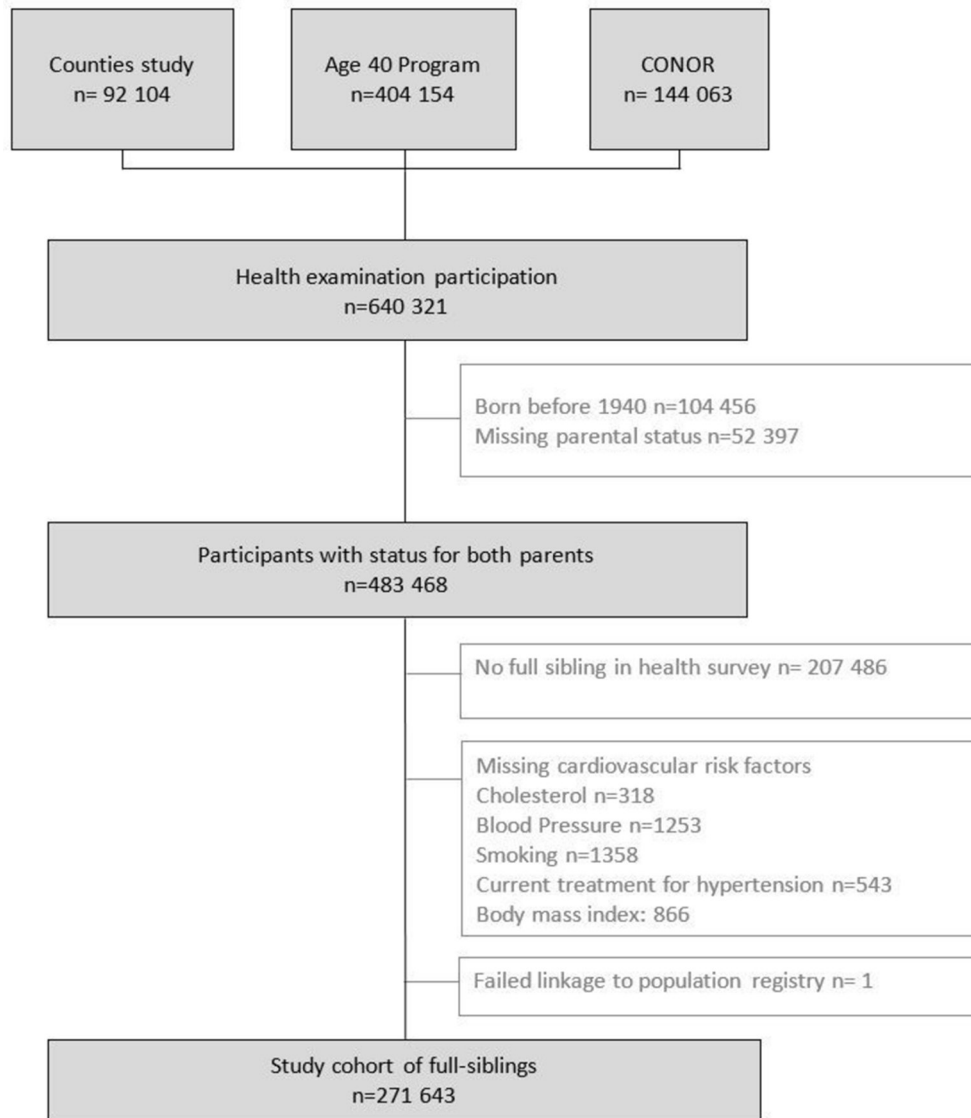 Counties study
n= 92 104
Age 40 Program
n=404 154
CONOR
n= 144 063
Health examination participation
n=640 321
Born before 1940 n=104 456
Missing parental status n=52 397
Participants with status for both parents
n=483 468
No full sibling in health survey n= 207 486
Missing cardiovascular risk factors
Cholesterol n=318
Blood Pressure n=1253
Smoking n=1358
Current treatment for hypertension n=543
Body mass index: 866
Failed linkage to population registry n= 1
Study cohort of full-siblings
n=271 643